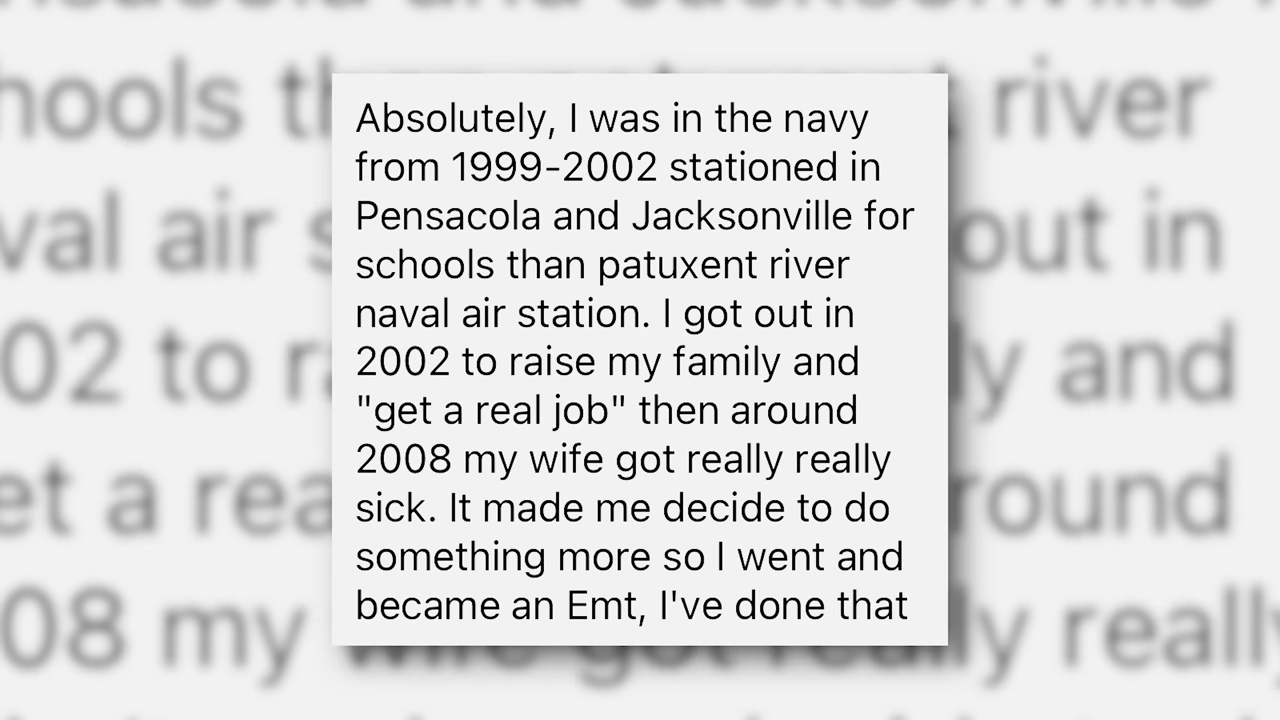 Absolutely, I was in the navy
from 1999-2002 stationed in
Pensacola and Jacksonville for
schools than patuxent river
naval air station. I got out in
2002 to raise my family and
"get a real job" then around
2008 my wife got really really
sick. It made me decide to do
something more so I went and
became an Emt, I've done that